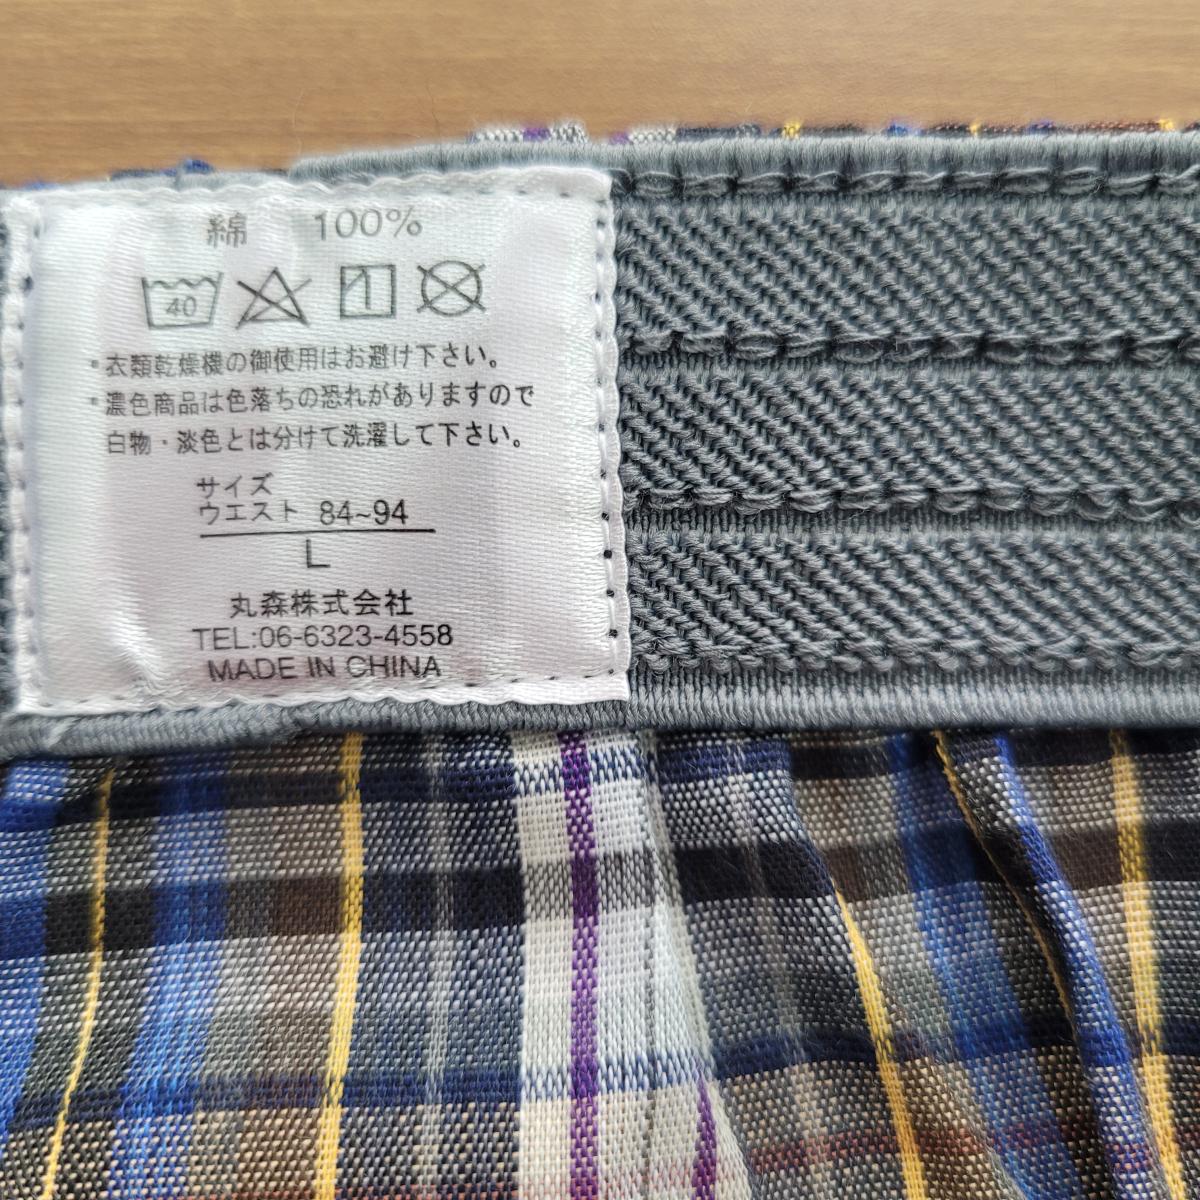 綿 100%
40
・衣類乾燥機の御使用はお避け下さい。
・濃色商品は色落ちの恐れがありますので
白物・淡色とは分けて洗濯して下さい。
サイズ
ウエスト 84~94
L
丸森株式会社
TEL:06-6323-4558
MADE IN CHINA